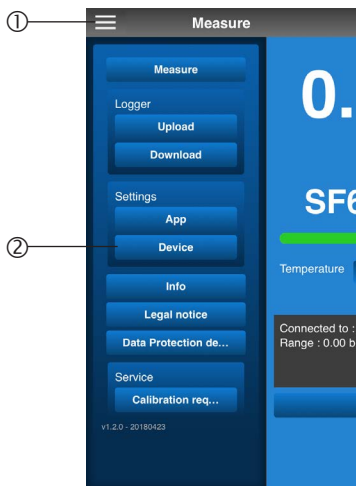 ①
Measure
Measure
Logger
Upload
Download
Settings
App
② Device
Info
Legal notice
Data Protection de...
Service
Calibration req...
v1.2.0 - 20180423
0.
SF6
Temperature
Connected to :
Range : 0.00 b